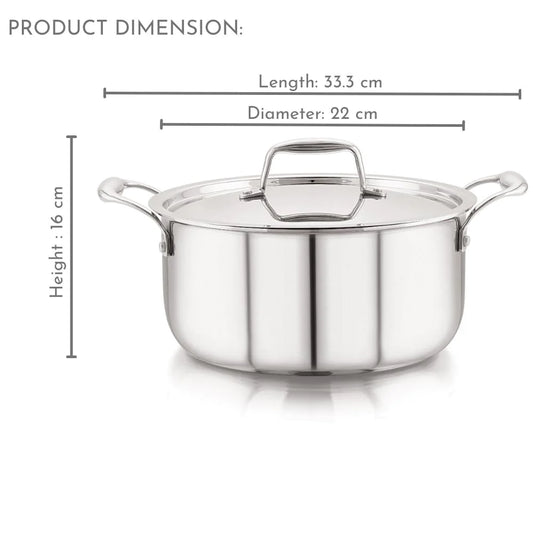 PRODUCT DIMENSION:
Length: 33.3 cm
Diameter: 22 cm
Height : 16 cm